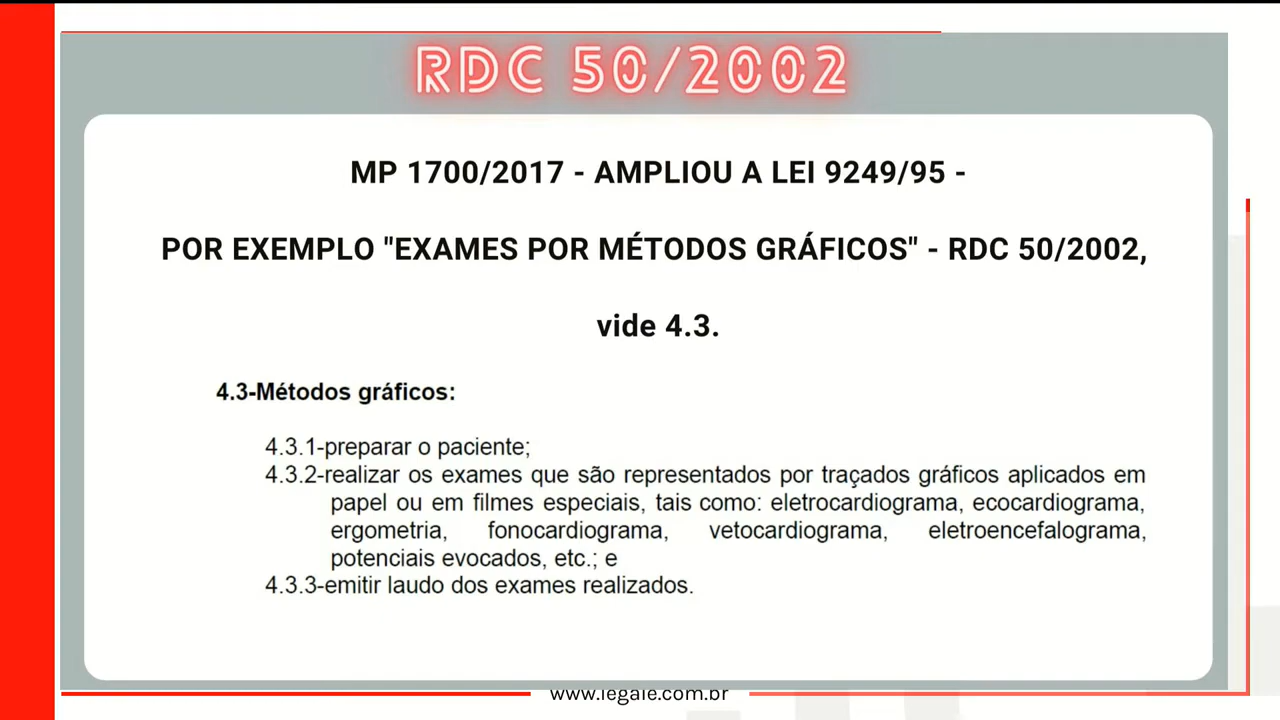 RDC 50/2002
MP 1700/2017 - AMPLIOU A LEI 9249/95 -
POR EXEMPLO "EXAMES POR MÉTODOS GRÁFICOS" - RDC 50/2002,
vide 4.3.
4.3-Métodos gráficos:
4.3.1-preparar o paciente;
4.3.2-realizar os exames que são representados por traçados gráficos aplicados em
papel ou em filmes especiais, tais como: eletrocardiograma, ecocardiograma,
ergometria, fonocardiograma, vetocardiograma, eletroencefalograma,
potenciais evocados, etc.; e
4.3.3-emitir laudo dos exames realizados.
www.legale.com.br